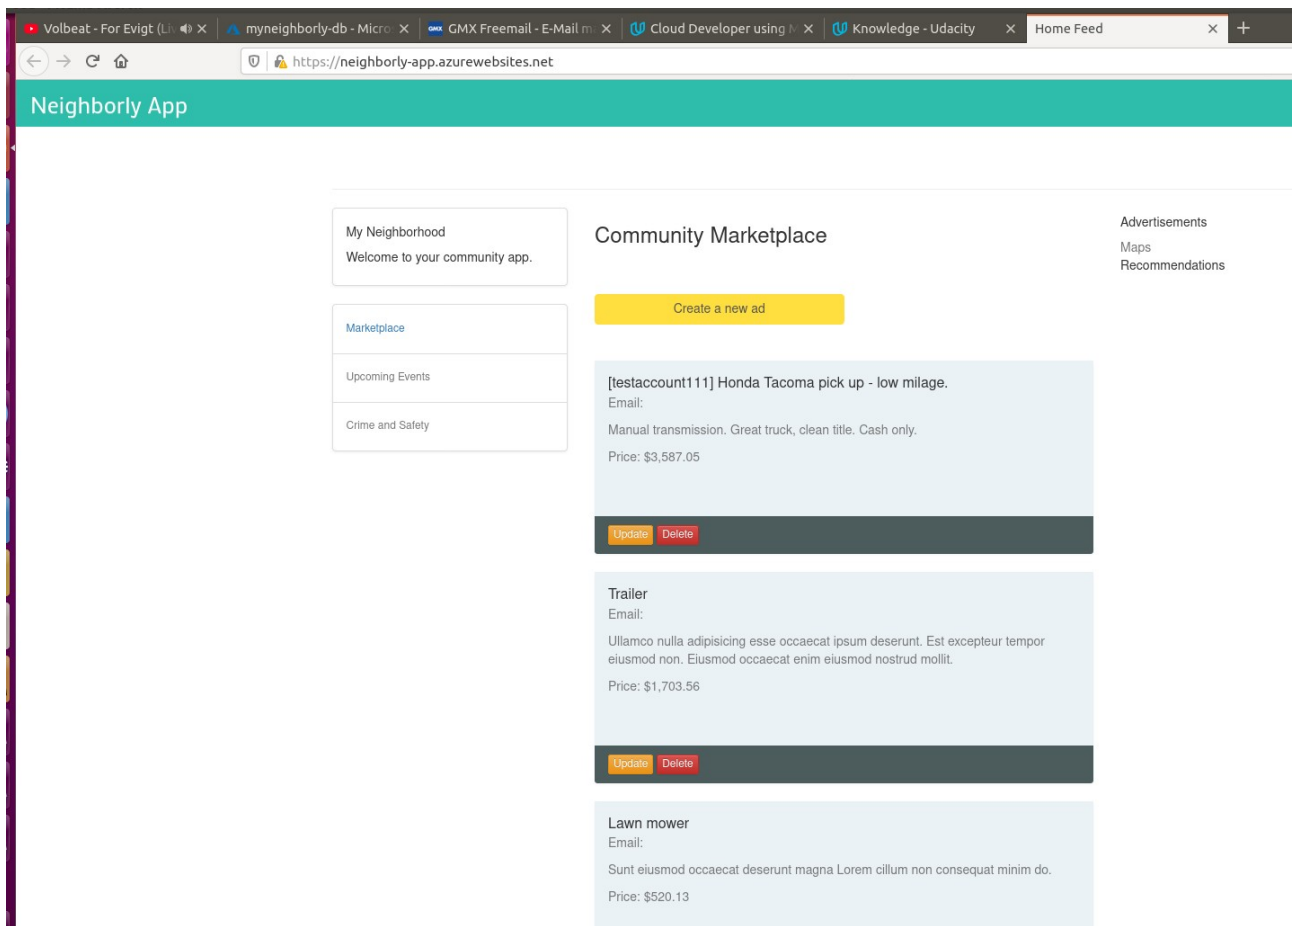 Volbeat - For Evigt (Liv
myneighborly-db - Micro
GMX Freemail - E-Mail m
Cloud Developer using M
Knowledge - Udacity
Home Feed
https://neighborly-app.azurewebsites.net
Neighborly App
My Neighborhood
Welcome to your community app.
Marketplace
Upcoming Events
Crime and Safety
Community Marketplace
Create a new ad
[testaccount111] Honda Tacoma pick up - low milage.
Email:
Manual transmission. Great truck, clean title. Cash only.
Price: $3,587.05
Update Delete
Trailer
Email:
Ullamco nulla adipisicing esse occaecat ipsum deserunt. Est excepteur tempor
eiusmod non. Eiusmod occaecat enim eiusmod nostrud mollit.
Price: $1,703.56
Update Delete
Lawn mower
Email:
Sunt eiusmod occaecat deserunt magna Lorem cillum non consequat minim do.
Price: $520.13
Advertisements
Maps
Recommendations